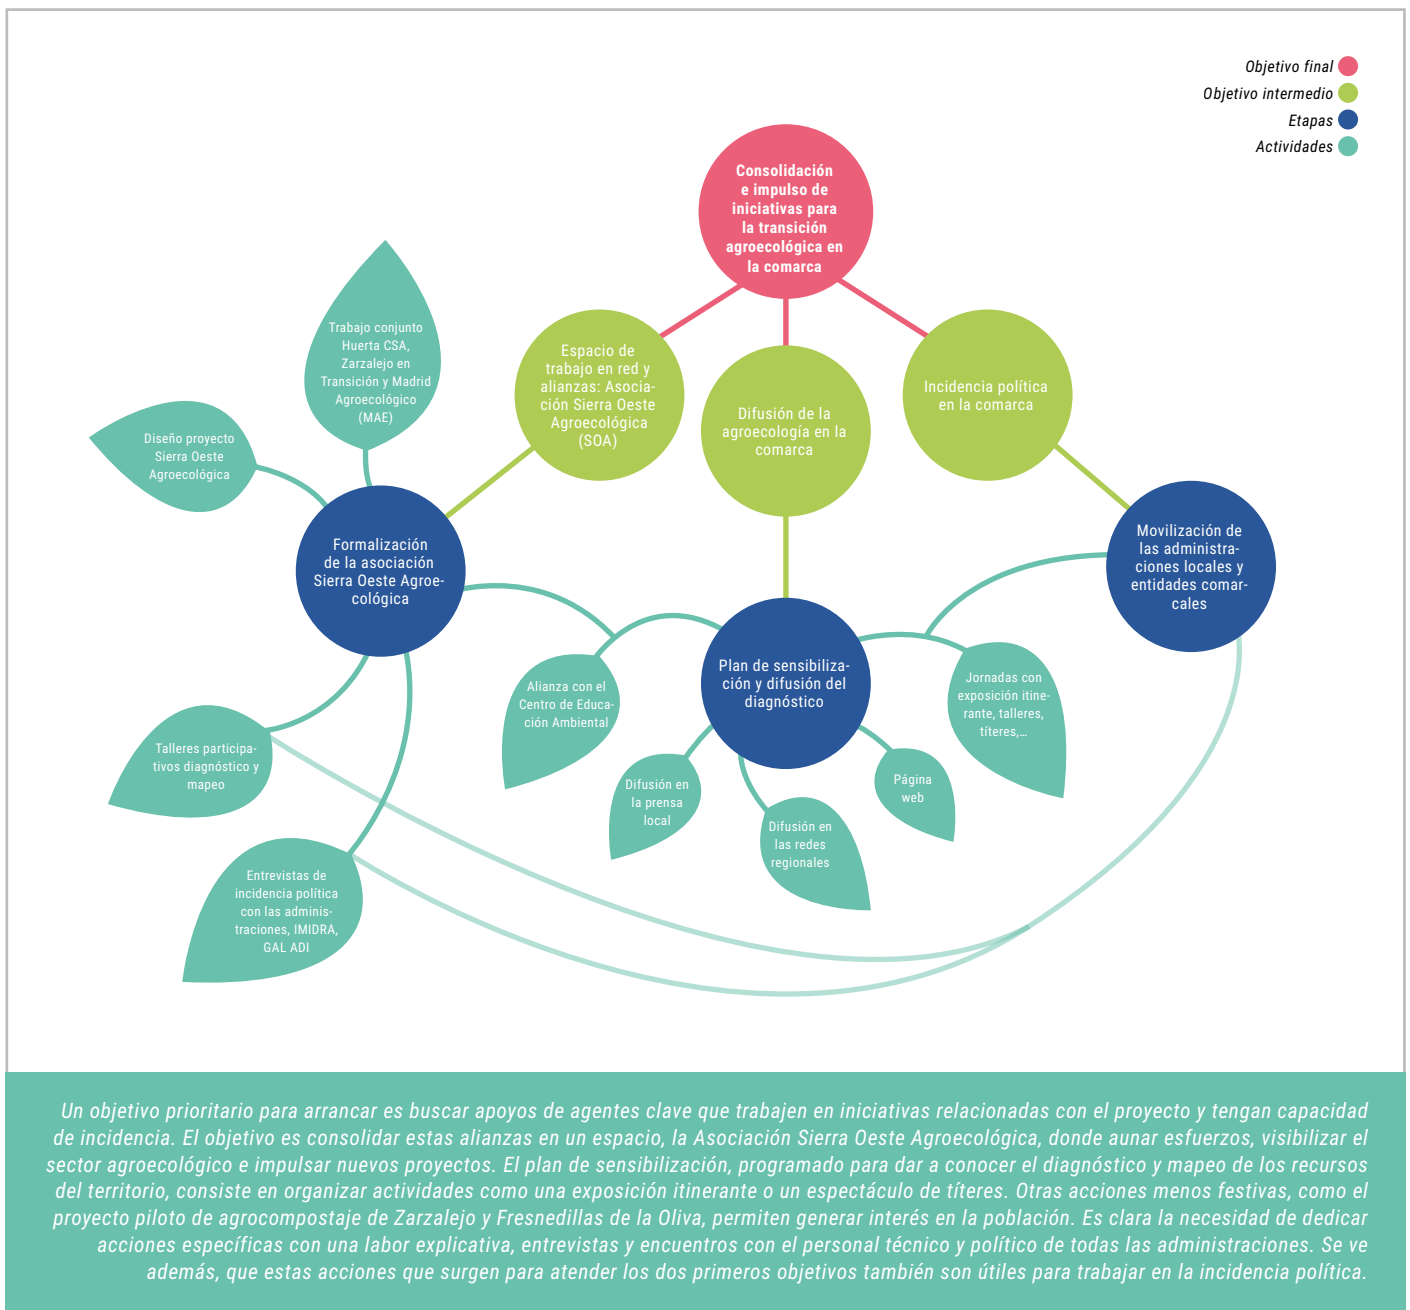 Objetivo final
Objetivo intermedio
Etapas
Actividades
Consolidación
e impulso de
iniciativas para
la transición
agroecológica en
la comarca
Trabajo conjunto
Huerta CSA,
Zarzalejo en
Transición y Madrid
Agroecológico
(MAE)
Espacio de
trabajo en red y
alianzas: Asocia-
ción Sierra Oeste
Agroecológica
(SOA)
Difusión de la
agroecología en la
comarca
Incidencia política
en la comarca
Diseño proyecto
Sierra Oeste
Agroecológica
Formalización
de la asociación
Sierra Oeste Agroe-
cológica
Movilización de
las administra-
ciones locales y
entidades comar-
cales
Plan de sensibiliza-
ción y difusión del
diagnóstico
Alianza con el
Centro de Educa-
ción Ambiental
Jornadas con
exposición itine-
rante, talleres,
títeres,...
Talleres participa-
tivos diagnóstico y
mapeo
Difusión en
la prensa
local
Difusión en
las redes
regionales
Página
web
Entrevistas de
incidencia política
con las adminis-
traciones, IMIDRA,
GAL ADI
Un objetivo prioritario para arrancar es buscar apoyos de agentes clave que trabajen en iniciativas relacionadas con el proyecto y tengan capacidad
de incidencia. El objetivo es consolidar estas alianzas en un espacio, la Asociación Sierra Oeste Agroecológica, donde aunar esfuerzos, visibilizar el
sector agroecológico e impulsar nuevos proyectos. El plan de sensibilización, programado para dar a conocer el diagnóstico y mapeo de los recursos
del territorio, consiste en organizar actividades como una exposición itinerante o un espectáculo de títeres. Otras acciones menos festivas, como el
proyecto piloto de agrocompostaje de Zarzalejo y Fresnedillas de la Oliva, permiten generar interés en la población. Es clara la necesidad de dedicar
acciones específicas con una labor explicativa, entrevistas y encuentros con el personal técnico y político de todas las administraciones. Se ve
además, que estas acciones que surgen para atender los dos primeros objetivos también son útiles para trabajar en la incidencia política.